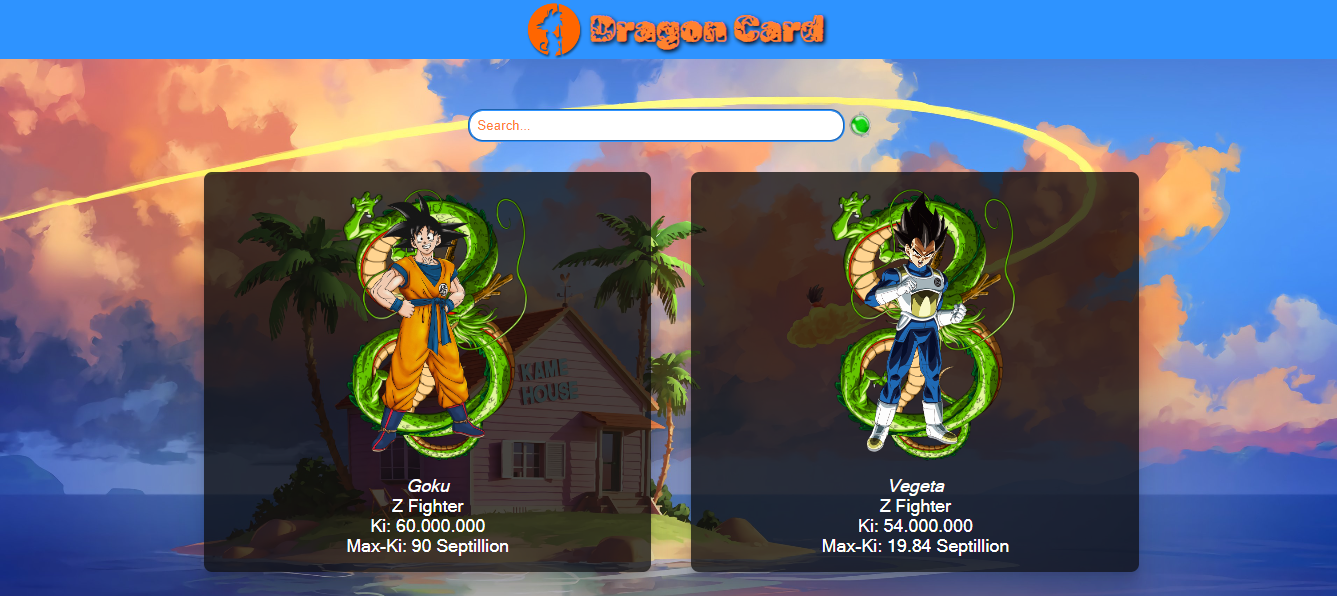 Dragon Card
Search...
KAME
HOUSE
Goku
Z Fighter
Ki: 60.000.000
Max-Ki: 90 Septillion
Vegeta
Z Fighter
Ki: 54.000.000
Max-Ki: 19.84 Septillion